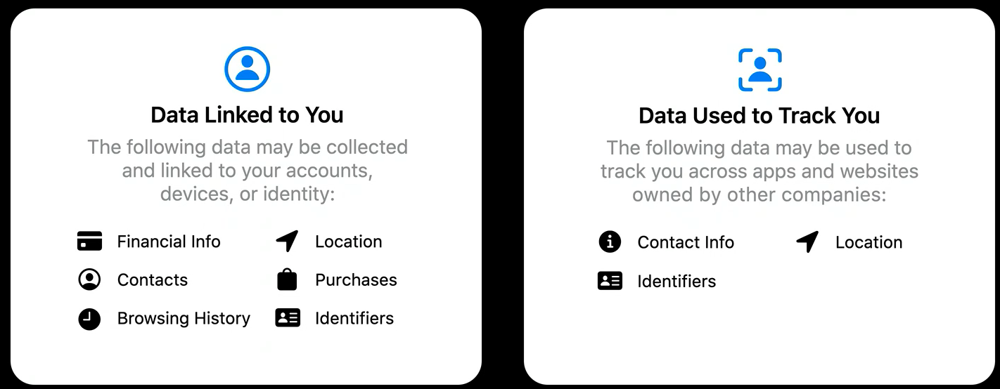 Data Linked to You
The following data may be collected
and linked to your accounts,
devices, or identity:
Financial Info
Location
Contacts
Purchases
Browsing History
Identifiers
Data Used to Track You
The following data may be used to
track you across apps and websites
owned by other companies:
Contact Info
Location
Identifiers